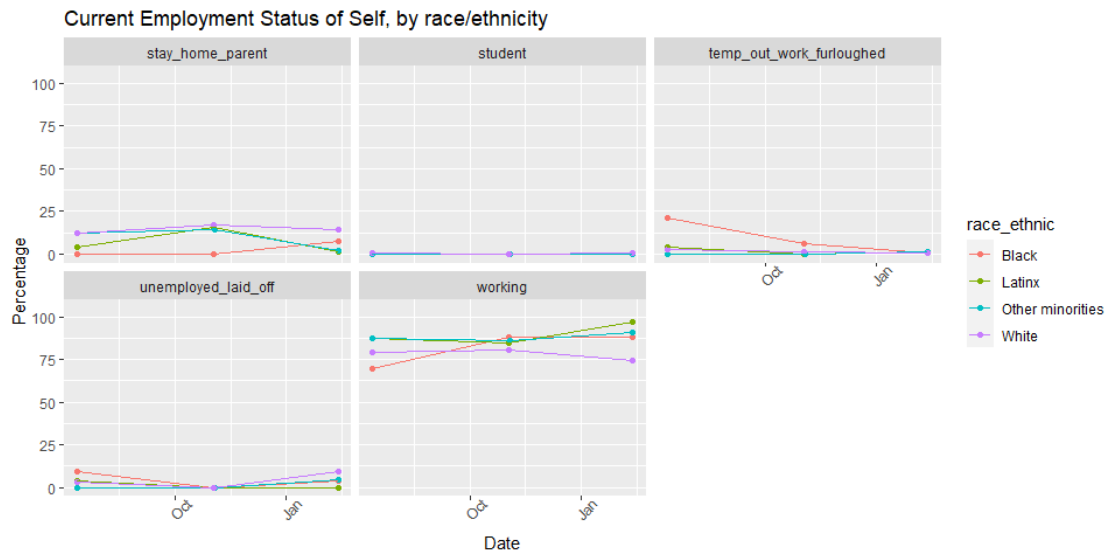 Current Employment Status of Self, by race/ethnicity
stay_home_parent
student
temp_out_work_furloughed
100
75
50
25
0
Oct
Jan
unemployed_laid_off
working
100
75
50
25
0
Oct
Jan
Oct
Jan
Percentage
Date
race_ethnic
Black
Latinx
Other minorities
White